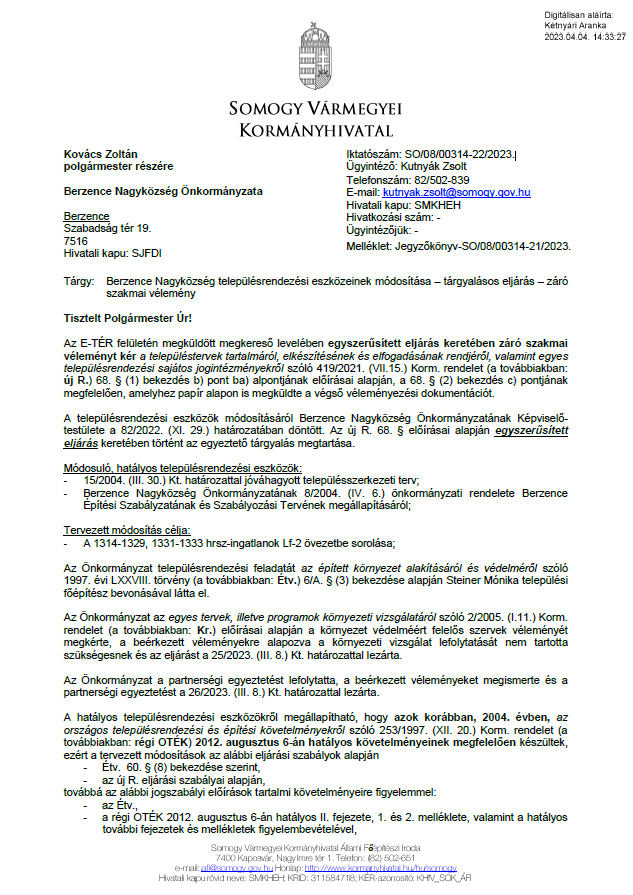 Digitálisan aláírta:
Kétnyári Aranka
2023.04.04. 14:33:27
SOMOGY VÁRMEGYEI
KORMÁNYHIVATAL
Kovács Zoltán
polgármester részére
Berzence Nagyközség Önkormányzata
Berzence
Szabadság tér 19.
7516
Hivatali kapu: SJFDI
Iktatószám: SO/08/00314-22/2023.
Ügyintéző: Kutnyák Zsolt
Telefonszám: 82/502-839
E-mail: kutnyak.zsolt@somogy.gov.hu
Hivatali kapu: SMKHEH
Hivatkozási szám: -
Ügyintézőjük: -
Melléklet: Jegyzőkönyv-SO/08/00314-21/2023.
Tárgy: Berzence Nagyközség településrendezési eszközeinek módosítása – tárgyalásos eljárás – záró
szakmai vélemény
Tisztelt Polgármester Úr!
Az E-TÉR felületén megküldött megkereső levelében egyszerűsített eljárás keretében záró szakmai
véleményt kér a településtervek tartalmáról, elkészítésének és elfogadásának rendjéről, valamint egyes
településrendezési sajátos jogintézményekről szóló 419/2021. (VII.15.) Korm. rendelet (a továbbiakban:
új R.) 68. § (1) bekezdés b) pont ba) alpontjának előírásai alapján, a 68. § (2) bekezdés c) pontjának
megfelelően, amelyhez papír alapon is megküldte a végső véleményezési dokumentációt.
A településrendezési eszközök módosításáról Berzence Nagyközség Önkormányzatának Képviselő-
testülete a 82/2022. (XI. 29.) határozatában döntött. Az új R. 68. § előírásai alapján egyszerűsített
eljárás keretében történt az egyeztető tárgyalás megtartása.
Módosuló, hatályos településrendezési eszközök:
- 15/2004. (III. 30.) Kt. határozattal jóváhagyott településszerkezeti terv;
- Berzence Nagyközség Önkormányzatának 8/2004. (IV. 6.) önkormányzati rendelete Berzence
Építési Szabályzatának és Szabályozási Tervének megállapításáról;
Tervezett módosítás célja:
- A 1314-1329, 1331-1333 hrsz-ingatlanok Lf-2 övezetbe sorolása;
Az Önkormányzat településrendezési feladatát az épített környezet alakításáról és védelméről szóló
1997. évi LXXVIII. törvény (a továbbiakban: Étv.) 6/A. § (3) bekezdése alapján Steiner Mónika települési
főépítész bevonásával látta el.
Az Önkormányzat az egyes tervek, illetve programok környezeti vizsgálatáról szóló 2/2005. (I.11.) Korm.
rendelet (a továbbiakban: Kr.) előírásai alapján a környezet védelméért felelős szervek véleményét
megkérte, a beérkezett véleményekre alapozva a környezeti vizsgálat lefolytatását nem tartotta
szükségesnek és az eljárást a 25/2023. (III. 8.) Kt. határozattal lezárta.
Az Önkormányzat a partnerségi egyeztetést lefolytatta, a beérkezett véleményeket megismerte és a
partnerségi egyeztetést a 26/2023. (III. 8.) Kt. határozattal lezárta.
A hatályos településrendezési eszközökről megállapítható, hogy azok korábban, 2004. évben, az
országos településrendezési és építési követelményekről szóló 253/1997. (XII. 20.) Korm. rendelet (a
továbbiakban: régi OTÉK) 2012. augusztus 6-án hatályos követelményeinek megfelelően készültek,
ezért a tervezett módosítások az alábbi eljárási szabályok alapján
- Étv. 60. § (8) bekezdése szerint,
- az új R. eljárási szabályai alapján,
továbbá az alábbi jogszabályi előírások tartalmi követelményeire figyelemmel:
- az Étv.,
- a régi OTÉK 2012. augusztus 6-án hatályos II. fejezete, 1. és 2. melléklete, valamint a hatályos
további fejezetek és mellékletek figyelembevételével,
Somogy Vármegyei Kormányhivatal Állami Főépítészi Iroda
7400 Kaposvár, Nagy Imre tér 1. Telefon: (82) 502-651
e-mail: afi@somogy.gov.hu Honlap: http://www.kormanyhivatal.hu/hu/somogy
Hivatali kapu rövid neve: SMKHEH; KRID: 311584718; KÉR-azonosító: KHIV_SOK_ÁR